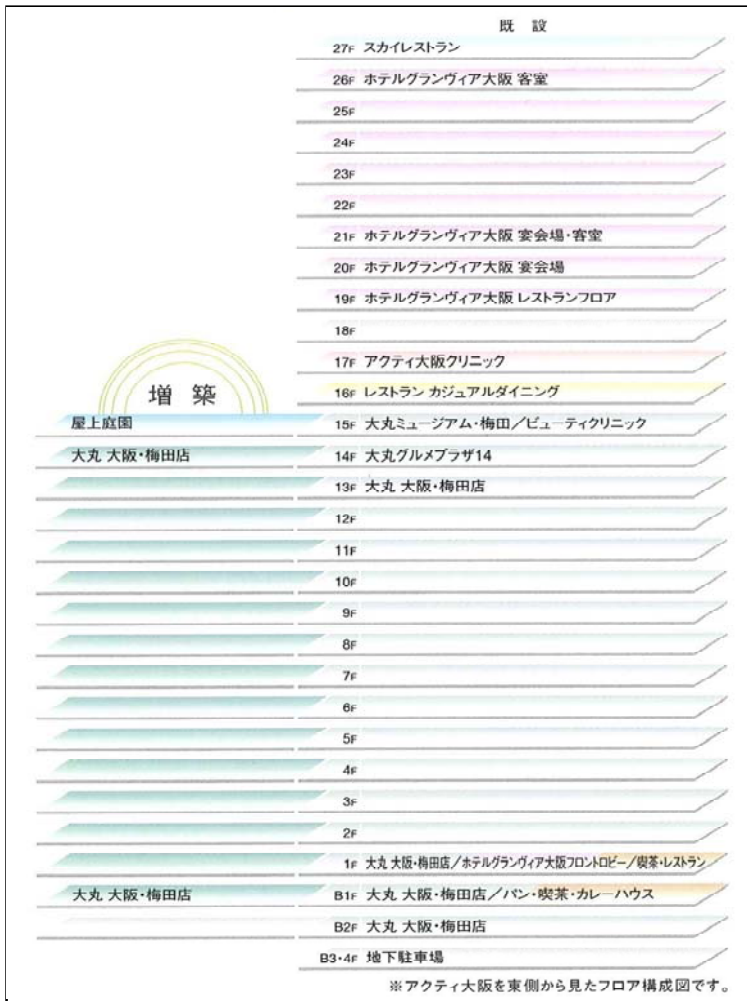 既 設
27F スカイレストラン
26F ホテルグランヴィア大阪 客室
25F
24F
23F
22F
21F ホテルグランヴィア大阪 宴会場・客室
20F ホテルグランヴィア大阪 宴会場
19F ホテルグランヴィア大阪 レストランフロア
18F
17F アクティ大阪クリニック
増 築
16F レストラン カジュアルダイニング
屋上庭園 15F 大丸ミュージアム・梅田／ビューティクリニック
大丸 大阪・梅田店 14F 大丸グルメプラザ14
13F 大丸 大阪・梅田店
12F
11F
10F
9F
8F
7F
6F
5F
4F
3F
2F
1F 大丸 大阪・梅田店／ホテルグランヴィア大阪フロントロビー／喫茶・レストラン
大丸 大阪・梅田店 B1F 大丸 大阪・梅田店／パン・喫茶・カレーハウス
B2F 大丸 大阪・梅田店
B3・4F 地下駐車場
※アクティ大阪を東側から見たフロア構成図です。